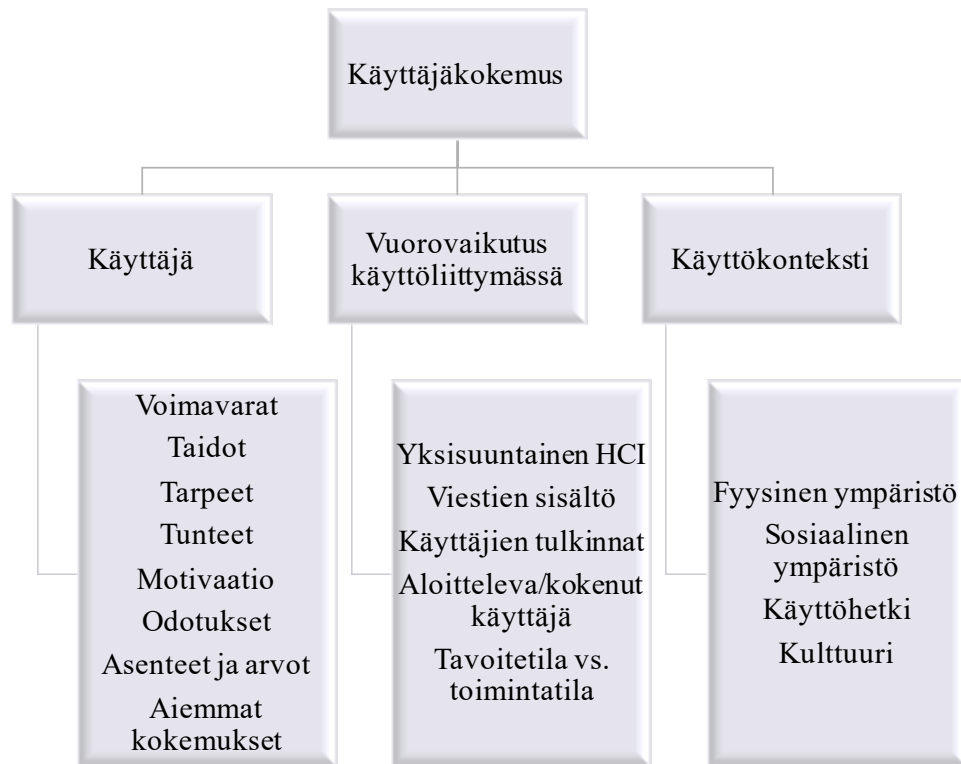 Käyttäjäkokemus
Käyttäjä
Vuorovaikutus
käyttöliittymässä
Käyttökonteksti
Voimavarat
Taidot
Tarpeet
Tunteet
Motivaatio
Odotukset
Asenteet ja arvot
Aiemmat
kokemukset
Yksisuuntainen HCI
Viestien sisältö
Käyttäjien tulkinnat
Aloitteleva/kokenut
käyttäjä
Tavoitetila vs.
toimintatila
Fyysinen ympäristö
Sosiaalinen
ympäristö
Käyttöhetki
Kulttuuri